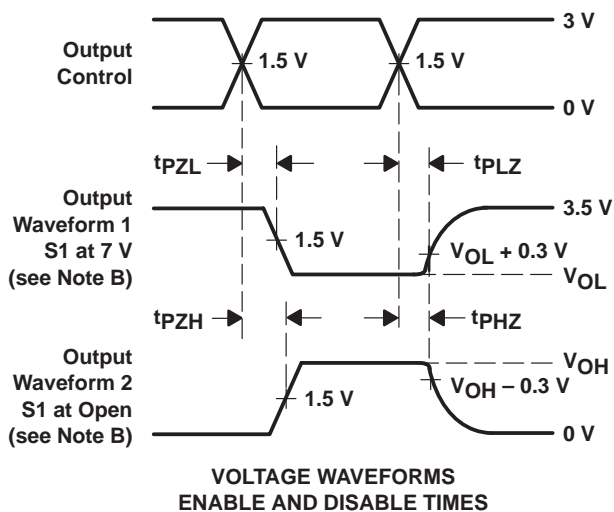 3 V
Output
Control
1.5 V
1.5 V
0 V
tPZL
tPLZ
Output
Waveform 1
S1 at 7 V
(see Note B)
3.5 V
1.5 V
VOL + 0.3 V
VOL
tPZH
tPHZ
Output
Waveform 2
S1 at Open
(see Note B)
VOH
1.5 V
VOH – 0.3 V
0 V
VOLTAGE WAVEFORMS
ENABLE AND DISABLE TIMES